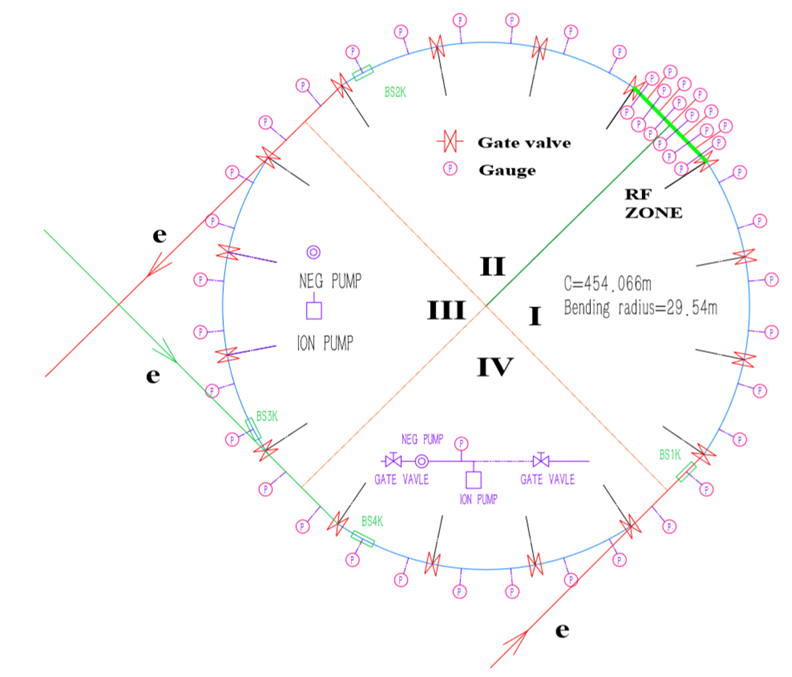 P P
P P
P P
P P P P
P P P P
BS2K
P P P P
P P P P
P P P
Gate valve
P Gauge
P P
RF
ZONE
P P
e
II
NEG PUMP
P P
C=454.066m
III
I
Bending radius=29.54m
P P
ION PUMP
IV
e
P P
BS3K
NEG PUMP
P P
P
BS1K
GATE VAVLE
GATE VAVLE
P P
ION PUMP
BS4K
P P
P P
P P
P P
e